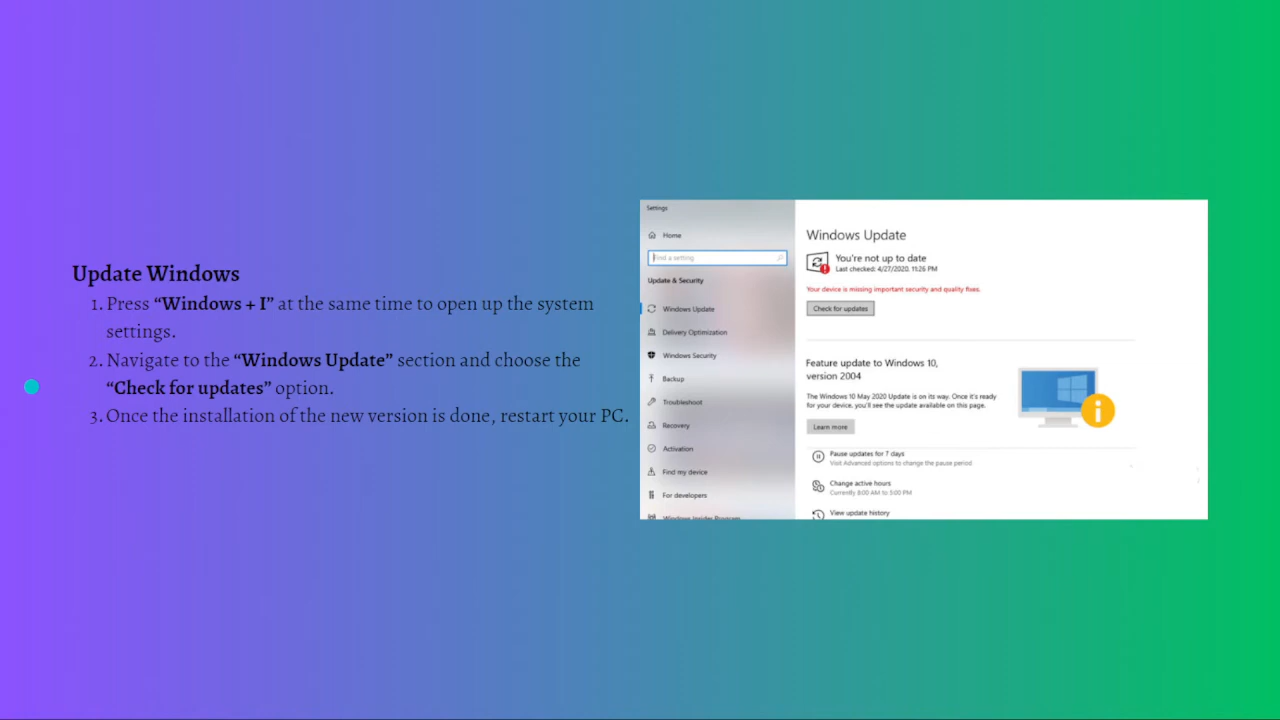 Update Windows
1. Press “Windows + I” at the same time to open up the system
settings.
2. Navigate to the “Windows Update” section and choose the
“Check for updates” option.
3. Once the installation of the new version is done, restart your PC.
Settings
Home
Find a setting
Update & Security
Windows Update
Delivery Optimization
Windows Security
Backup
Troubleshoot
Recovery
Activation
Find my device
For developers
Windows Insider Program
Windows Update
You're not up to date
Last checked: 4/27/2020, 11:26 PM
Your device is missing important security and quality fixes.
Check for updates
Feature update to Windows 10,
version 2004
The Windows 10 May 2020 Update is on its way. Once it's ready
for your device, you'll see the update available on this page.
Learn more
Pause updates for 7 days
Visit Advanced options to change the pause period
Change active hours
Currently 8:00 AM to 5:00 PM
View update history